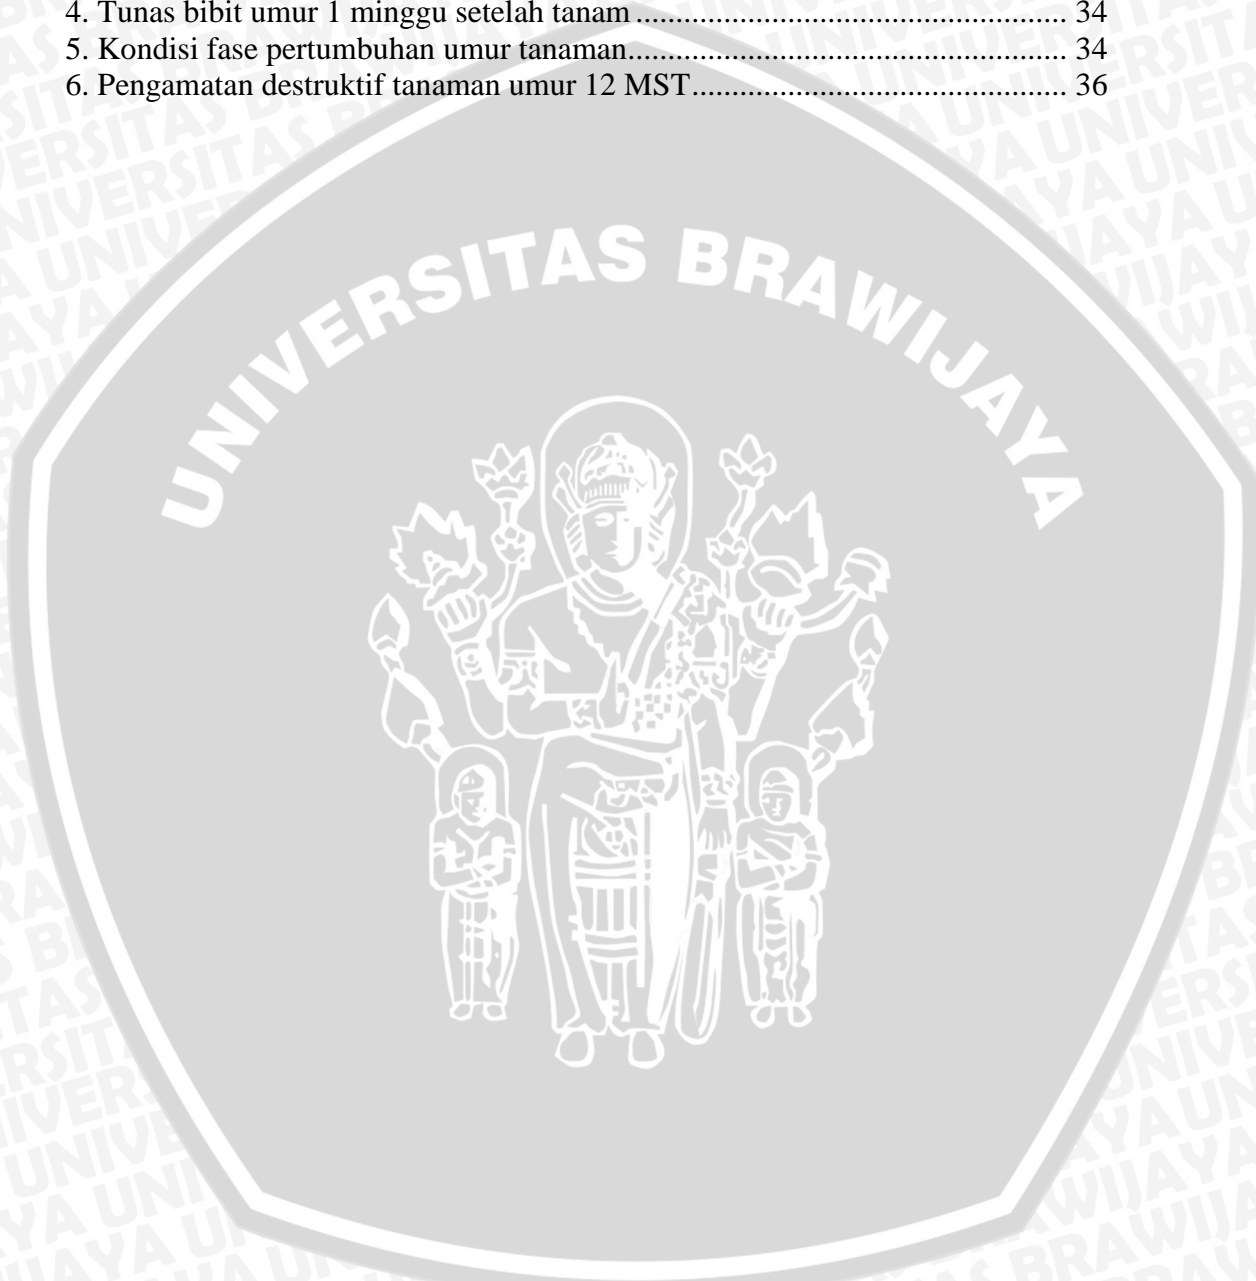 4. Tunas bibit umur 1 minggu setelah tanam ........................................................ 34
5. Kondisi fase pertumbuhan umur tanaman......................................................... 34
6. Pengamatan destruktif tanaman umur 12 MST................................................. 36
UNIVERSITAS BRAWIJAYA